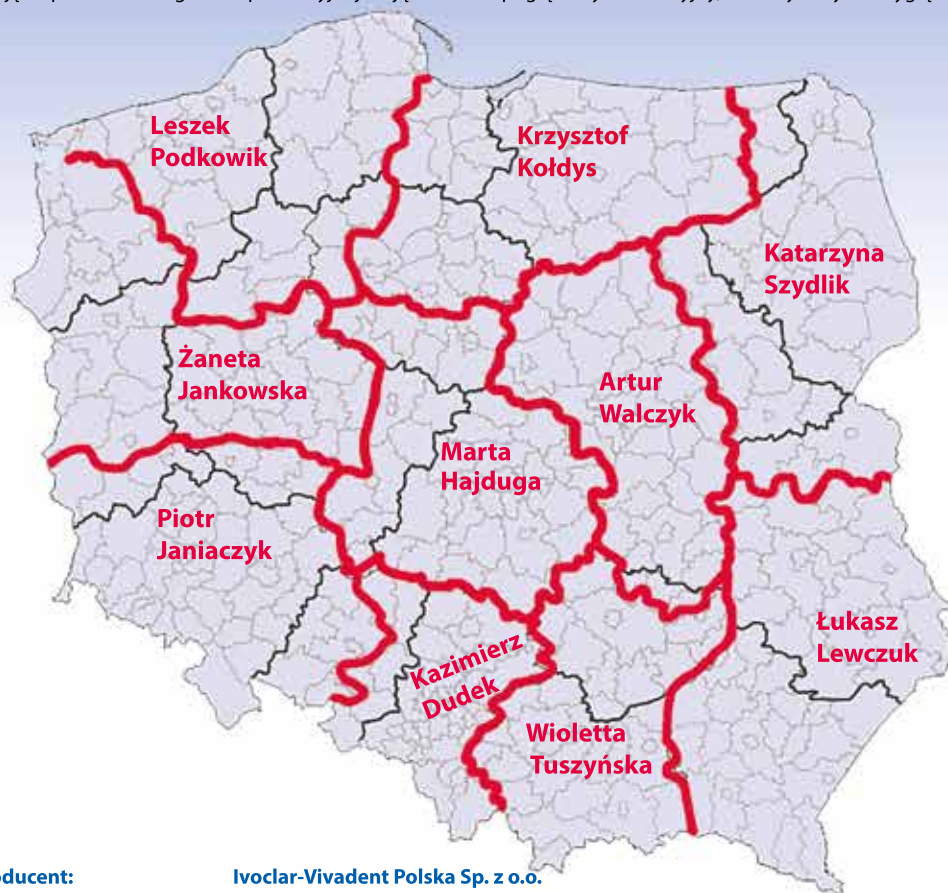 Leszek
Podkowik
Krzysztof
Kołdys
Katarzyna
Szydlik
Żaneta
Jankowska
Artur
Walczyk
Marta
Hajduga
Piotr
Janiaczyk
Łukasz
Lewczuk
Kazimierz
Dudek
Wioletta
Tuszyńska
oducent:
Ivoclar-Vivadent Polska Sp. z o.o.